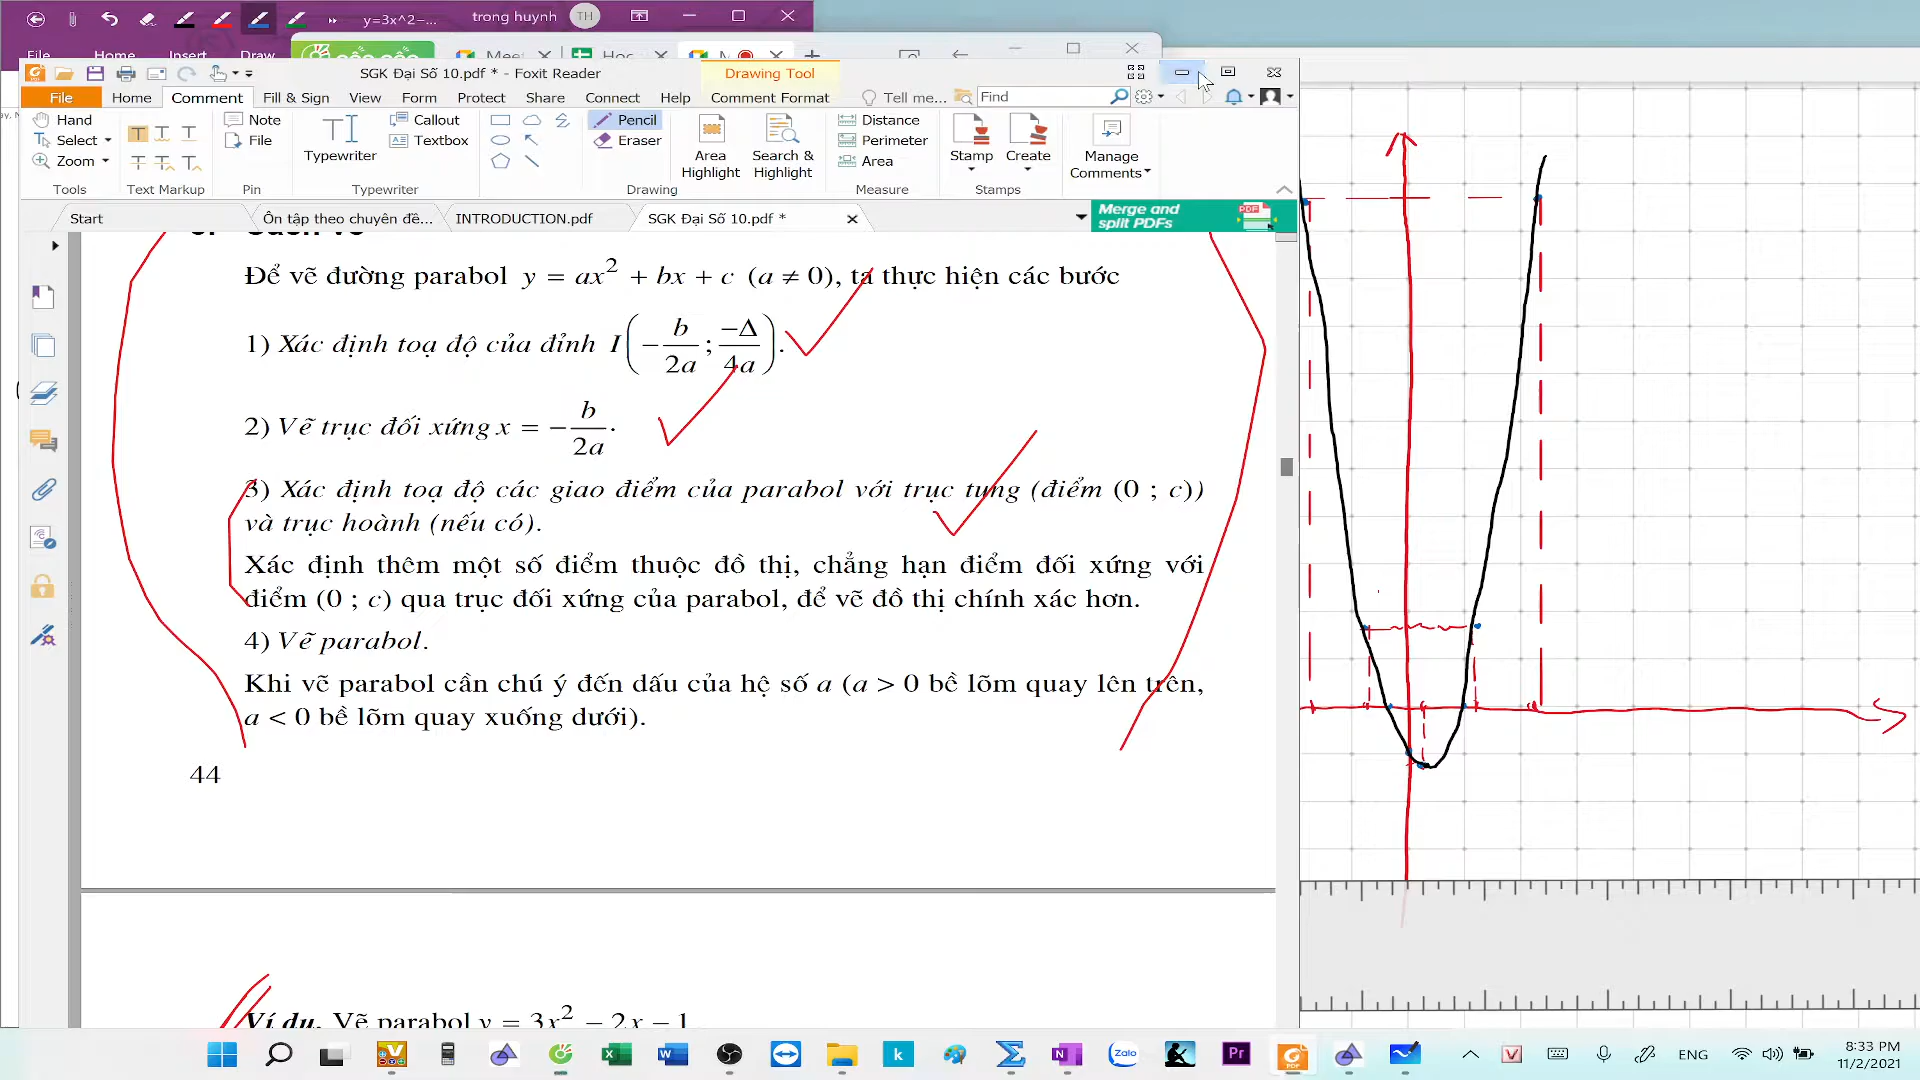 y=3x^2-...
trong huynh
TH
File
Home
Insert
Draw
SGK Đại Số 10.pdf * - Foxit Reader
Drawing Tool
File
Home
Comment
Fill & Sign
View
Form
Protect
Share
Connect
Help
Comment Format
Tell me...
Find
Hand
Select
Zoom
Tools
Text Markup
Note
File
Pin
Typewriter
Callout
Textbox
Typewriter
Pencil
Eraser
Area Highlight
Search & Highlight
Drawing
Distance
Perimeter
Area
Measure
Stamp
Create
Stamps
Manage Comments
Start
Ôn tập theo chuyên đề...
INTRODUCTION.pdf
SGK Đại Số 10.pdf *
Merge and split PDFs
Để vẽ đường parabol y = ax² + bx + c (a ≠ 0), ta thực hiện các bước
1) Xác định toạ độ của đỉnh I(−b/2a ; −Δ/4a).
2) Vẽ trục đối xứng x = −b/2a.
3) Xác định toạ độ các giao điểm của parabol với trục tung (điểm (0 ; c))
và trục hoành (nếu có).
Xác định thêm một số điểm thuộc đồ thị, chẳng hạn điểm đối xứng với
điểm (0 ; c) qua trục đối xứng của parabol, để vẽ đồ thị chính xác hơn.
4) Vẽ parabol.
Khi vẽ parabol cần chú ý đến dấu của hệ số a (a > 0 bề lõm quay lên trên,
a < 0 bề lõm quay xuống dưới).
44
Ví dụ. Vẽ parabol y = 3x² − 2x − 1
ENG
8:33 PM
11/2/2021